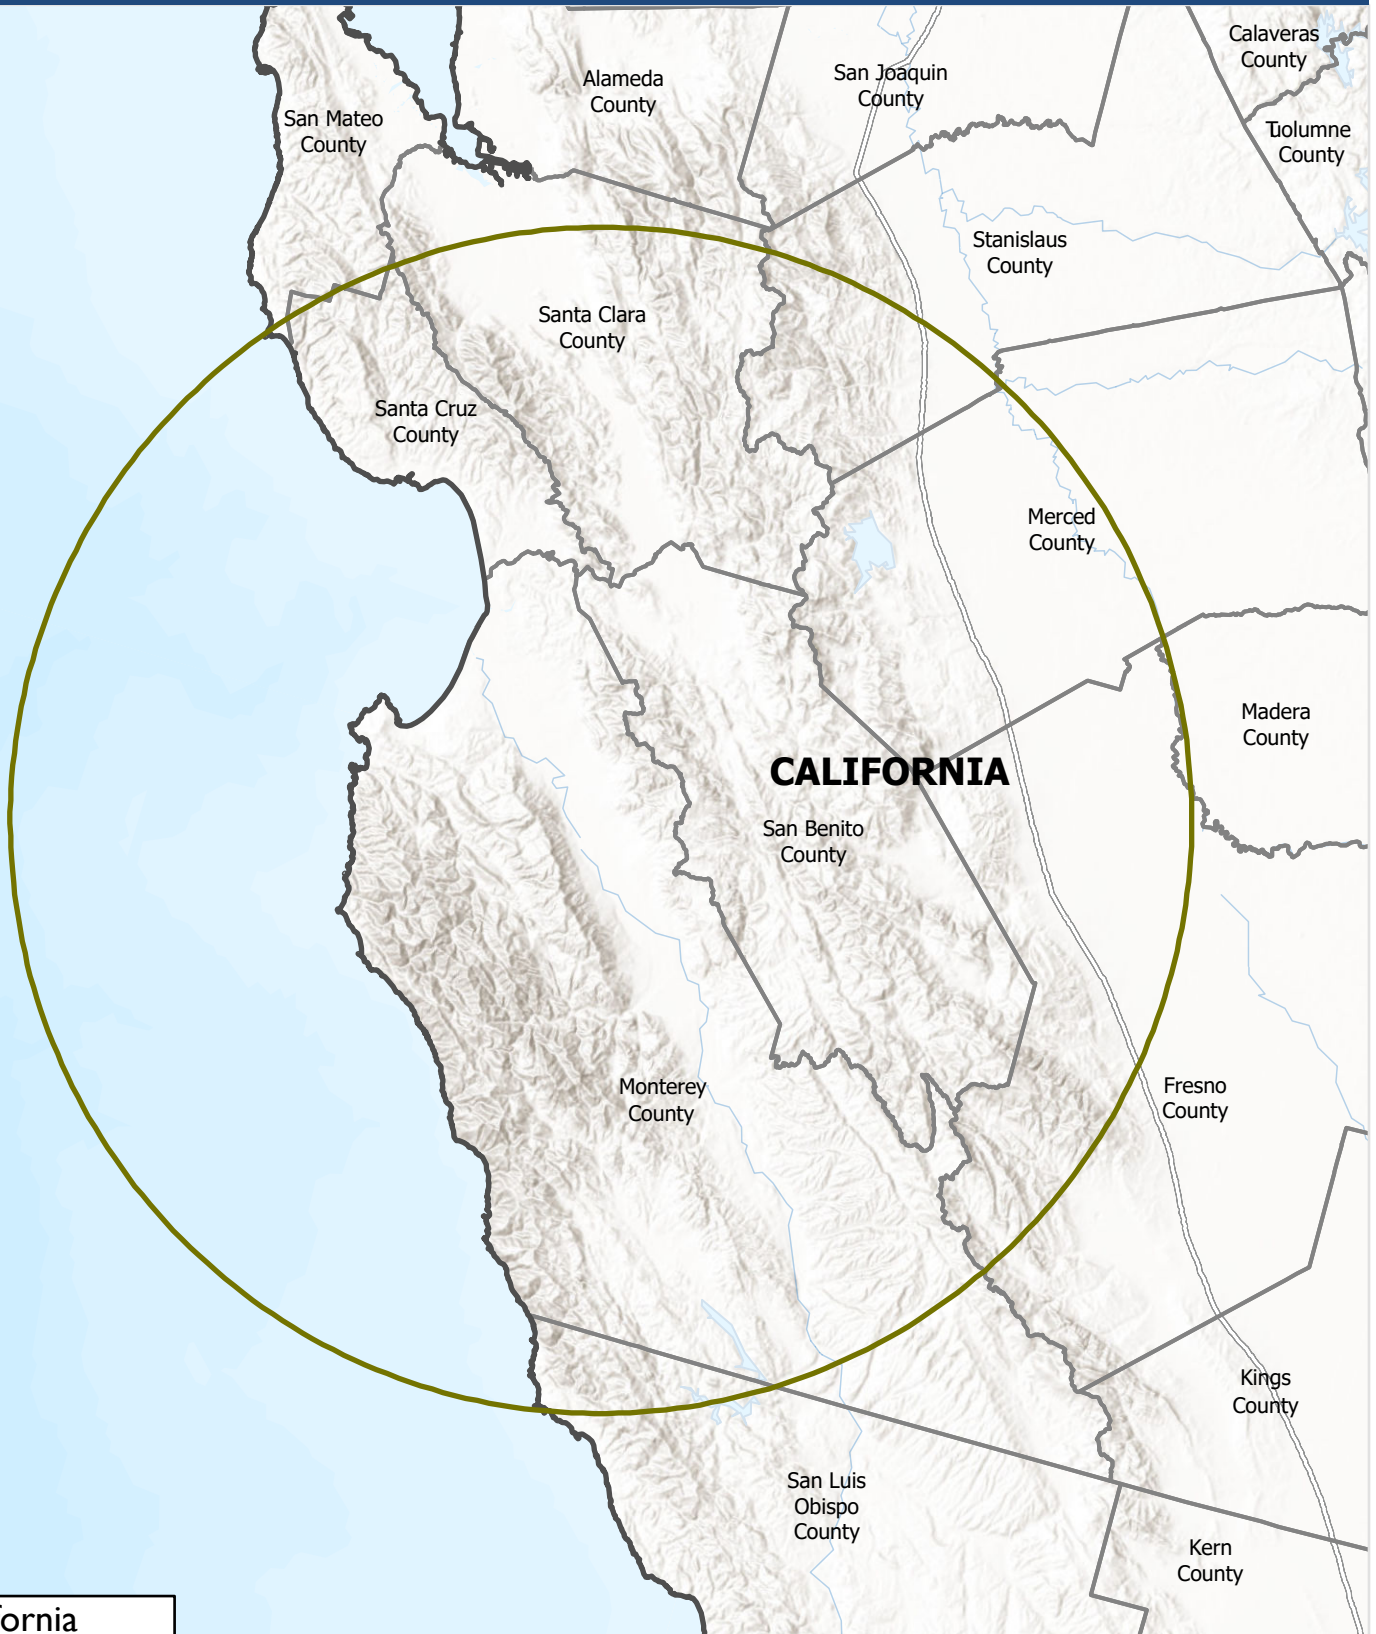 Calaveras
County
San Joaquin
County
Alameda
County
San Mateo
County
Tuolumne
County
Stanislaus
County
Santa Clara
County
Santa Cruz
County
Merced
County
Madera
County
CALIFORNIA
San Benito
County
Monterey
County
Fresno
County
Kings
County
San Luis
Obispo
County
Kern
County
fornia